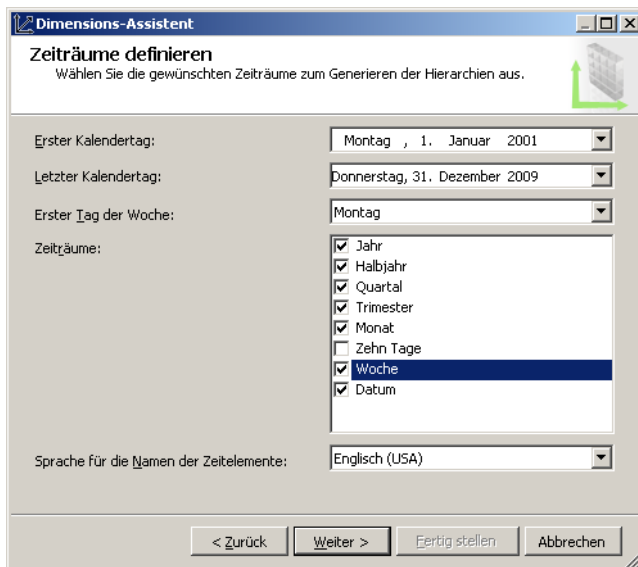 Dimensions-Assistent
Zeiträume definieren
Wählen Sie die gewünschten Zeiträume zum Generieren der Hierarchien aus.
Erster Kalendertag: Montag , 1. Januar 2001
Letzter Kalendertag: Donnerstag, 31. Dezember 2009
Erster Tag der Woche: Montag
Zeiträume: Jahr
Halbjahr
Quartal
Trimester
Monat
Zehn Tage
Woche
Datum
Sprache für die Namen der Zeitelemente: Englisch (USA)
< Zurück Weiter > Fertig stellen Abbrechen